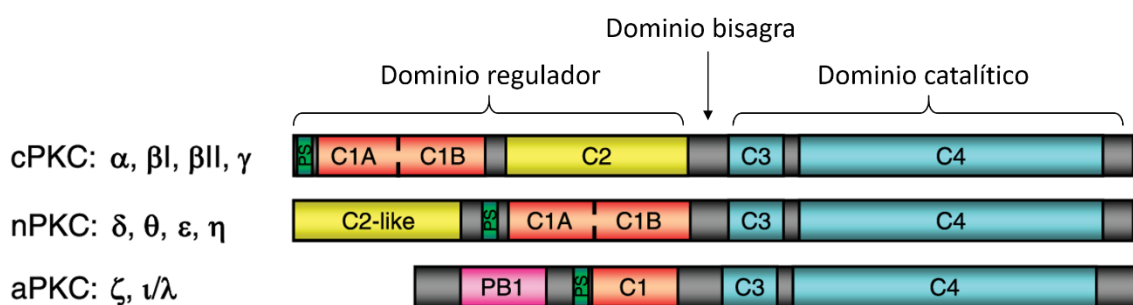 Dominio bisagra
Dominio regulador
Dominio catalítico
cPKC: α, βI, βII, γ
PS C1A C1B C2 C3 C4
nPKC: δ, θ, ε, η
C2-like PS C1A C1B C3 C4
aPKC: ζ, ι/λ
PB1 PS C1 C3 C4